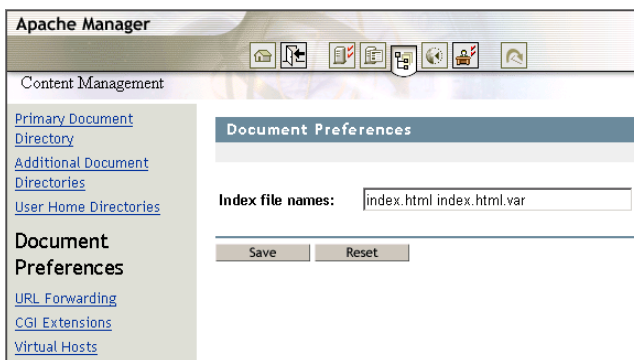 Apache Manager
Content Management
Primary Document
Directory
Additional Document
Directories
User Home Directories
Document
Preferences
URL Forwarding
CGI Extensions
Virtual Hosts
Document Preferences
Index file names:
index.html index.html.var
Save
Reset